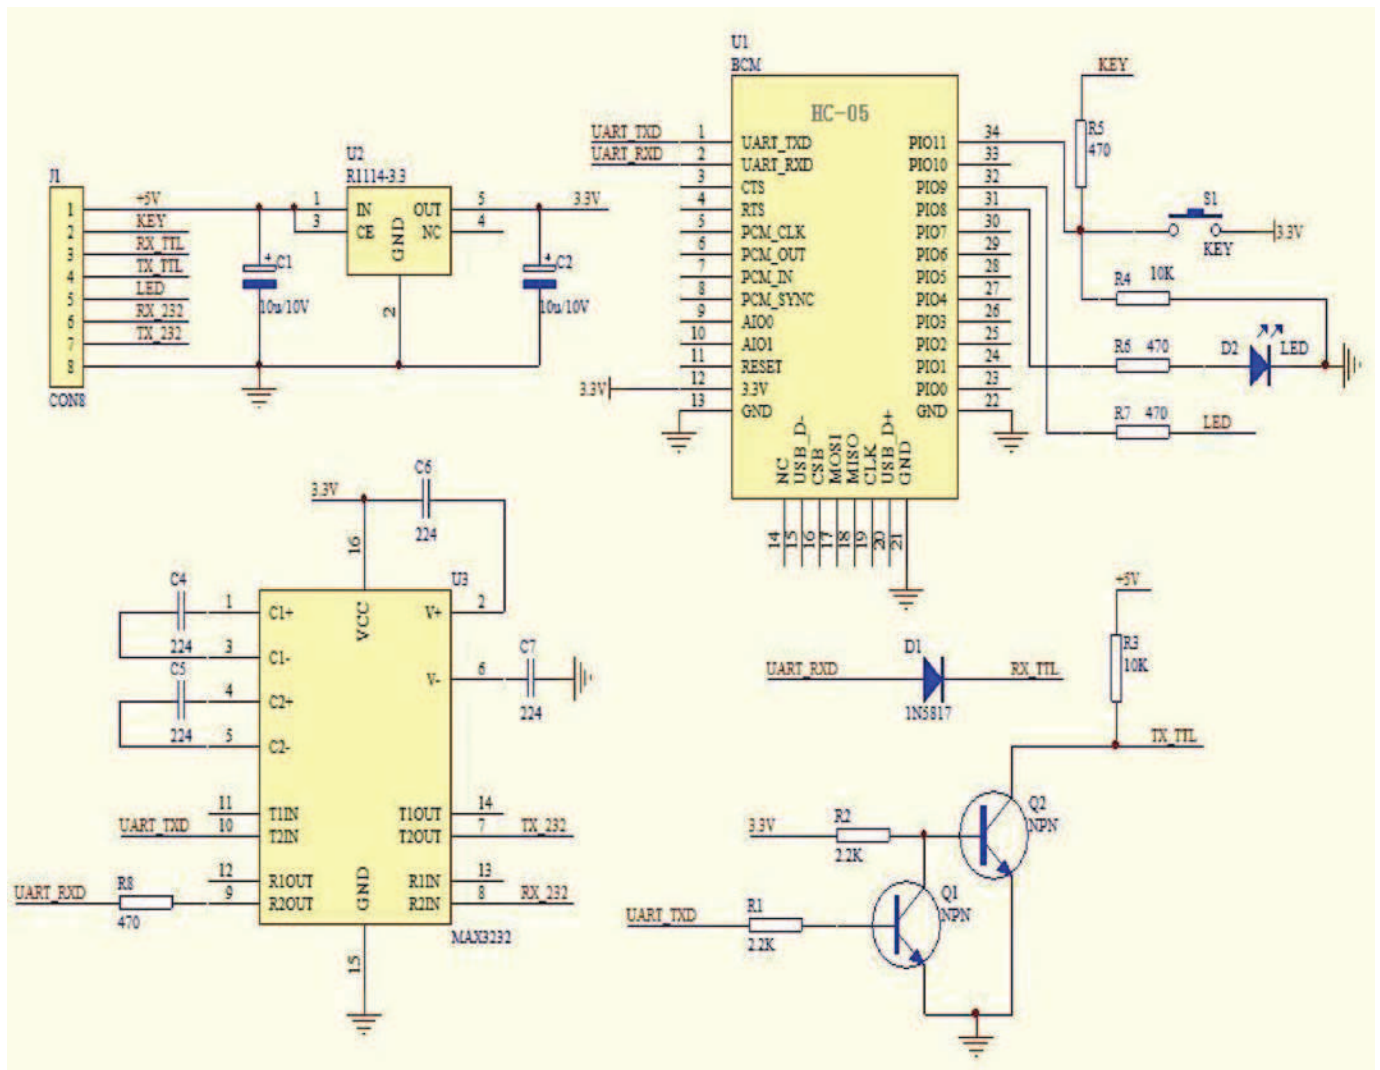 J1
1 +5V
2 KEY
3 RX_TTL
4 TX_TTL
5 LED
6 RX_232
7 TX_232
8
CON8
U2
R1114-3.3
1 IN
3 CE
GND
2
OUT 5
NC 4
3.3V
+ C1
10u/10V
+ C2
10u/10V
U1
BCM
HC-05
UART_TXD 1 UART_TXD
UART_RXD 2 UART_RXD
3 CTS
4 RTS
5 PCM_CLK
6 PCM_OUT
7 PCM_IN
8 PCM_SYNC
9 AIO0
10 AIO1
11 RESET
3.3V 12 3.3V
13 GND
PIO11 34
PIO10 33
PIO9 32
PIO8 31
PIO7 30
PIO6 29
PIO5 28
PIO4 27
PIO3 26
PIO2 25
PIO1 24
PIO0 23
GND 22
NC
USB_D-
CSB
MOSI
MISO
CLK
USB_D+
GND
14
15
16
17
18
19
20
21
KEY
R5
470
S1
KEY
3.3V
R4 10K
R6 470
D2 LED
R7 470 LED
3.3V
C6
224
16
U3
C4
224
C5
224
1 C1+
3 C1-
4 C2+
5 C2-
VCC
V+ 2
V- 6
C7
224
11 T1IN
UART_TXD 10 T2IN
12 R1OUT
UART_RXD R8 9 R2OUT
470
T1OUT 14
T2OUT 7 TX_232
R1IN 13
R2IN 8 RX_232
GND
MAX3232
15
UART_RXD D1 RX_TTL
1N5817
+5V
R3
10K
TX_TTL
Q2
NPN
3.3V R2
2.2K
Q1
NPN
UART_TXD R1
2.2K